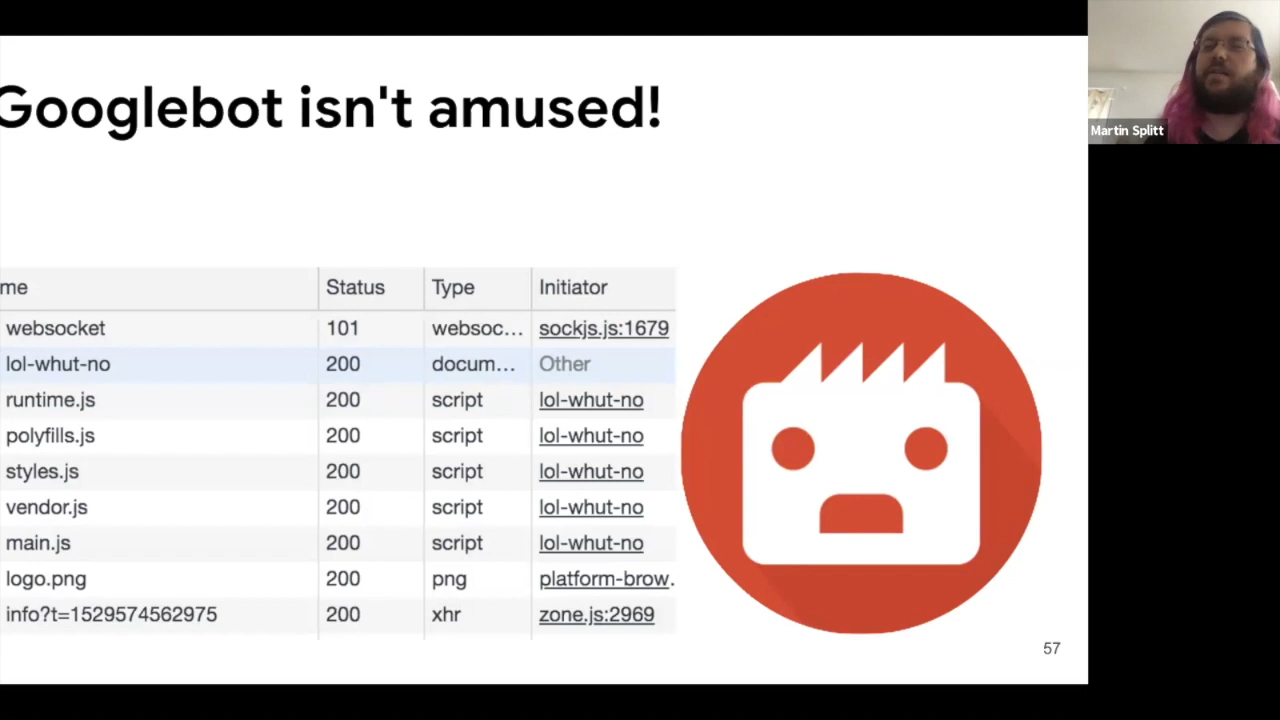 Googlebot isn't amused!
Martin Splitt
me Status Type Initiator
websocket 101 websoc... sockjs.js:1679
lol-whut-no 200 docum... Other
runtime.js 200 script lol-whut-no
polyfills.js 200 script lol-whut-no
styles.js 200 script lol-whut-no
vendor.js 200 script lol-whut-no
main.js 200 script lol-whut-no
logo.png 200 png platform-brow.
info?t=1529574562975 200 xhr zone.js:2969
57